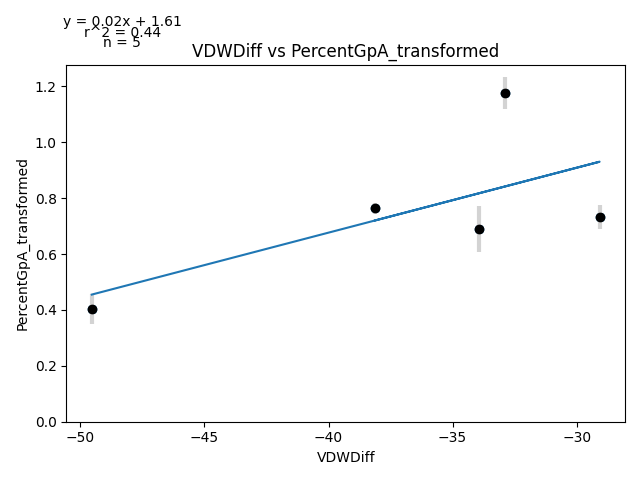 y = 0.02x + 1.61
r^2 = 0.44
n = 5
VDWDiff vs PercentGpA_transformed
PercentGpA_transformed
1.2
1.0
0.8
0.6
0.4
0.2
0.0
−50
−45
−40
−35
−30
VDWDiff